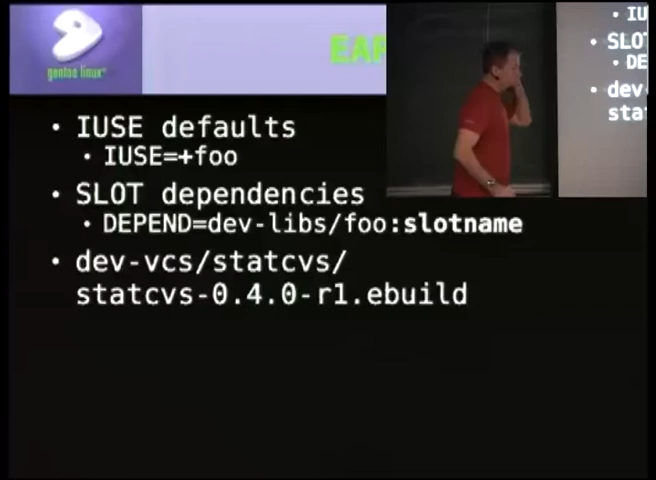 gentoo linux
EAP
• IUSE defaults
• IUSE=+foo
• SLOT dependencies
• DEPEND=dev-libs/foo:slotname
• dev-vcs/statcvs/
statcvs-0.4.0-r1.ebuild
• IU
• SLO
• DE
• dev
sta